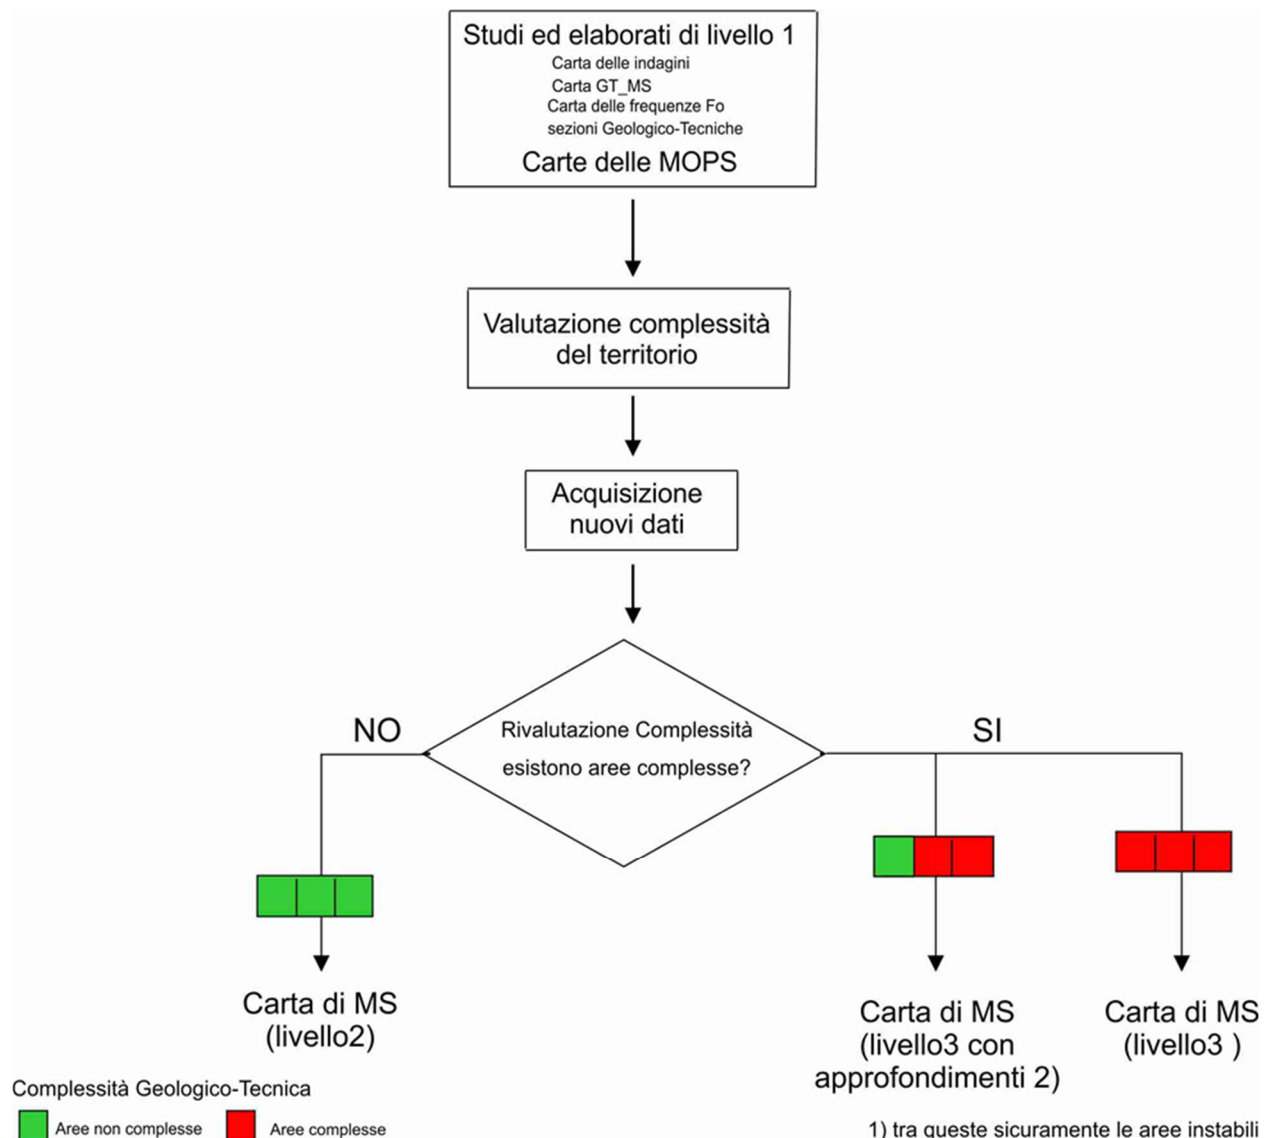 Studi ed elaborati di livello 1
Carta delle indagini
Carta GT_MS
Carta delle frequenze Fo
sezioni Geologico-Tecniche
Carte delle MOPS
Valutazione complessità
del territorio
Acquisizione
nuovi dati
Rivalutazione Complessità
esistono aree complesse?
NO
SI
Carta di MS
(livello2)
Carta di MS
(livello3 con
approfondimenti 2)
Carta di MS
(livello3 )
Complessità Geologico-Tecnica
Aree non complesse
Aree complesse
1) tra queste sicuramente le aree instabili